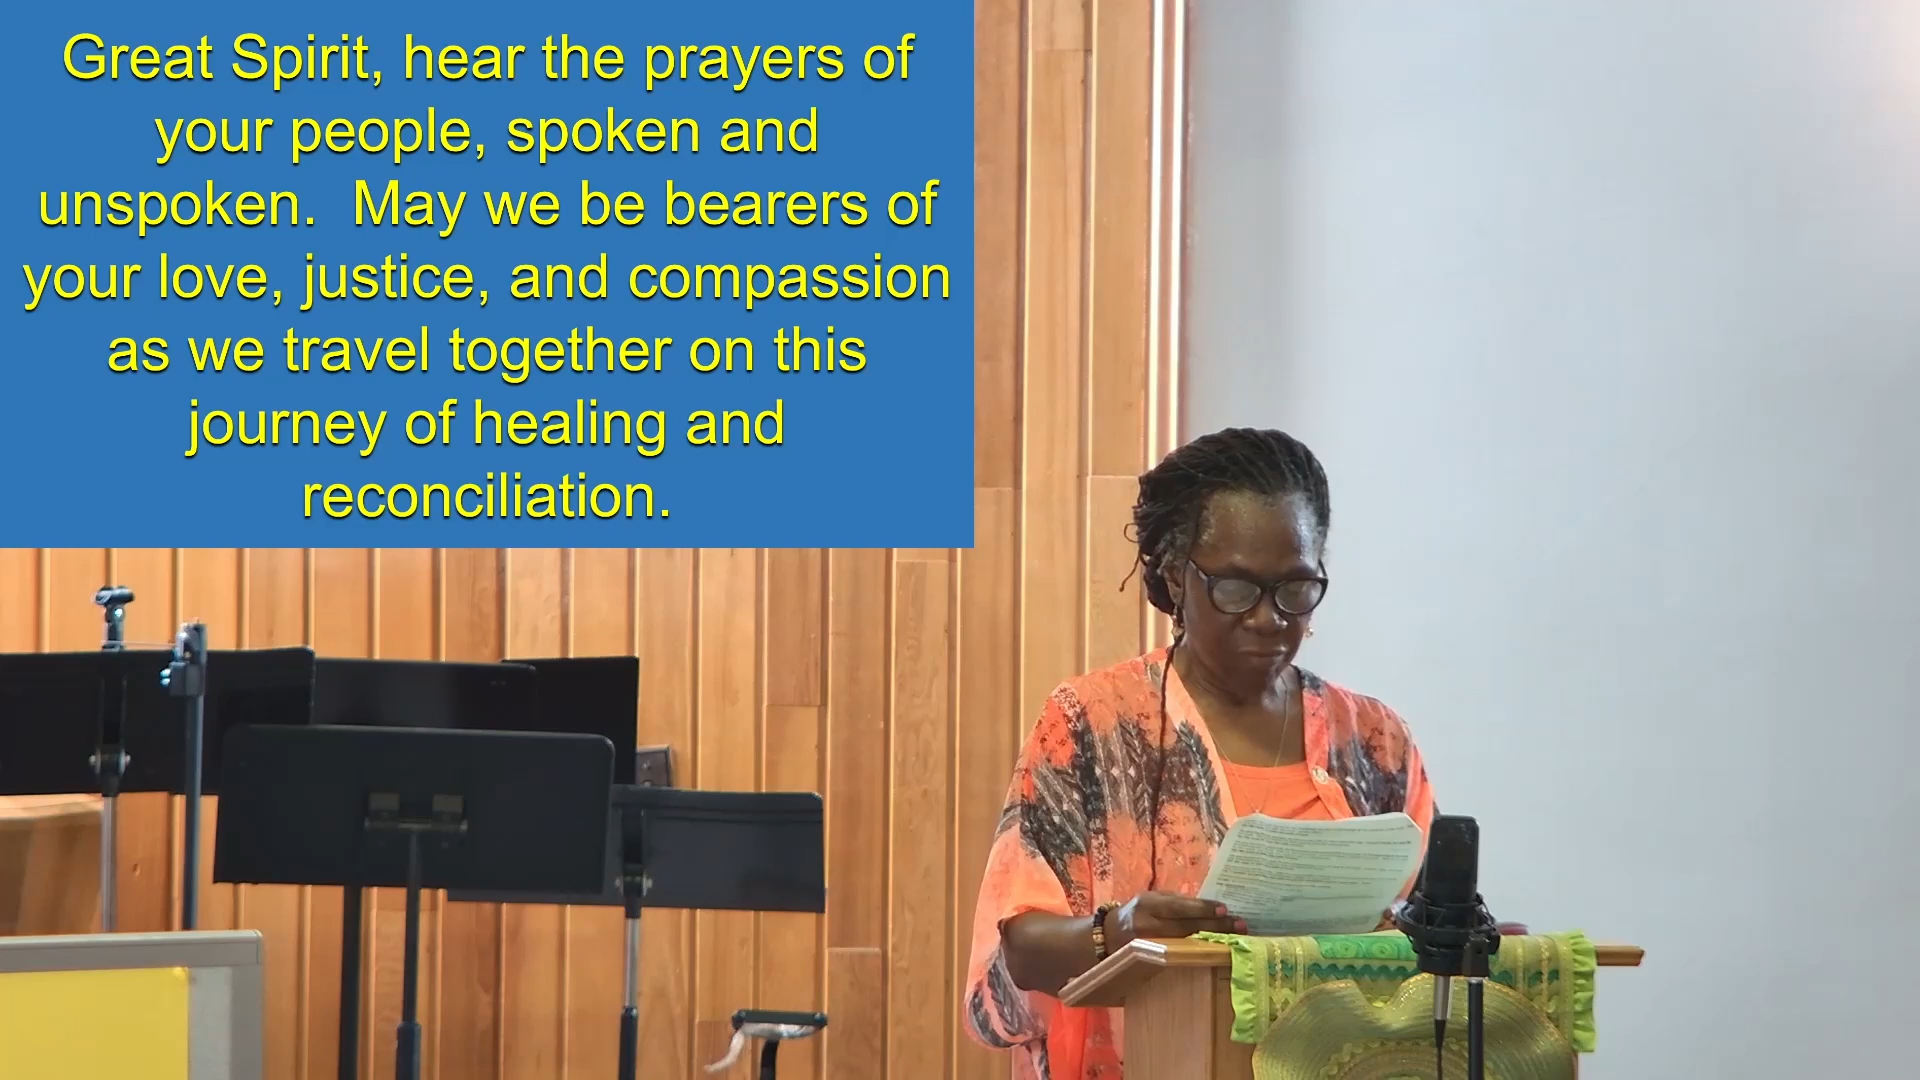 Great Spirit, hear the prayers of
your people, spoken and
unspoken.  May we be bearers of
your love, justice, and compassion
as we travel together on this
journey of healing and
reconciliation.